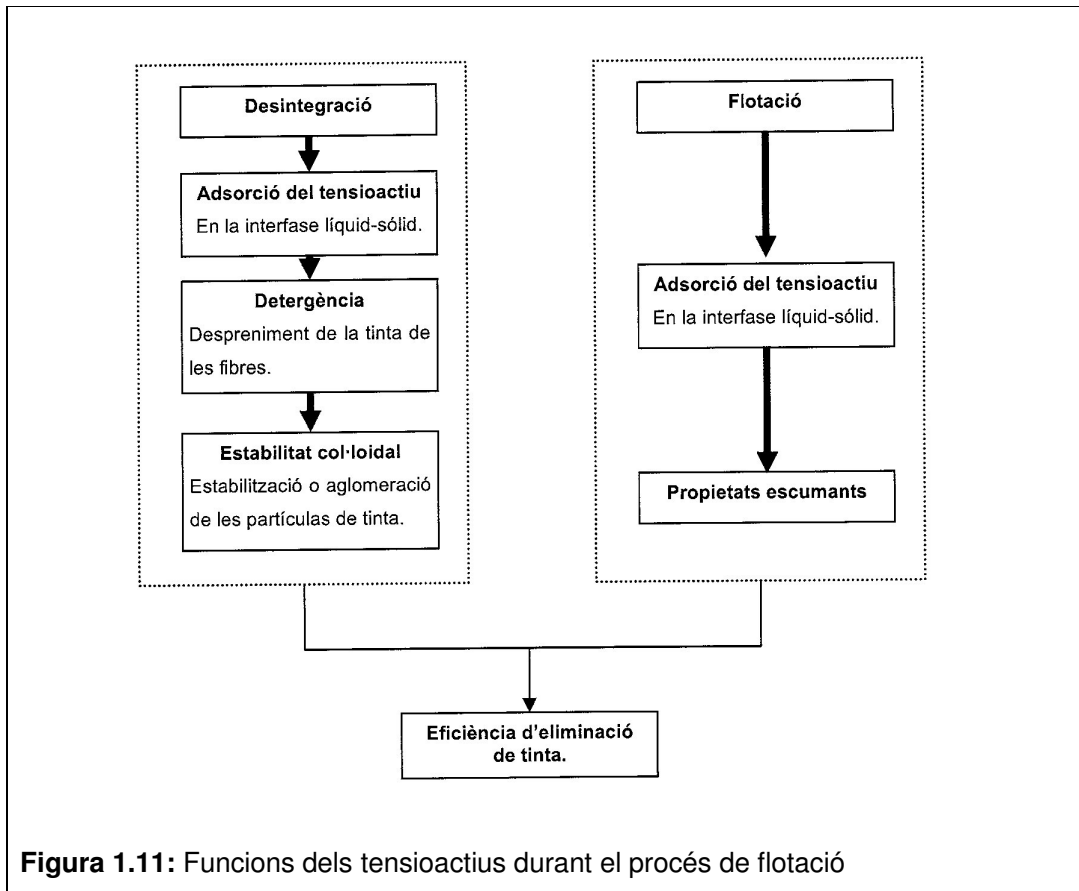 Desintegració
Adsorció del tensioactiu
En la interfase líquid-sólid.
Detergència
Despreniment de la tinta de
les fibres.
Estabilitat col·loidal
Estabilització o aglomeració
de les partículas de tinta.
Flotació
Adsorció del tensioactiu
En la interfase líquid-sólid.
Propietats escumants
Eficiència d'eliminació
de tinta.
Figura 1.11: Funcions dels tensioactius durant el procés de flotació